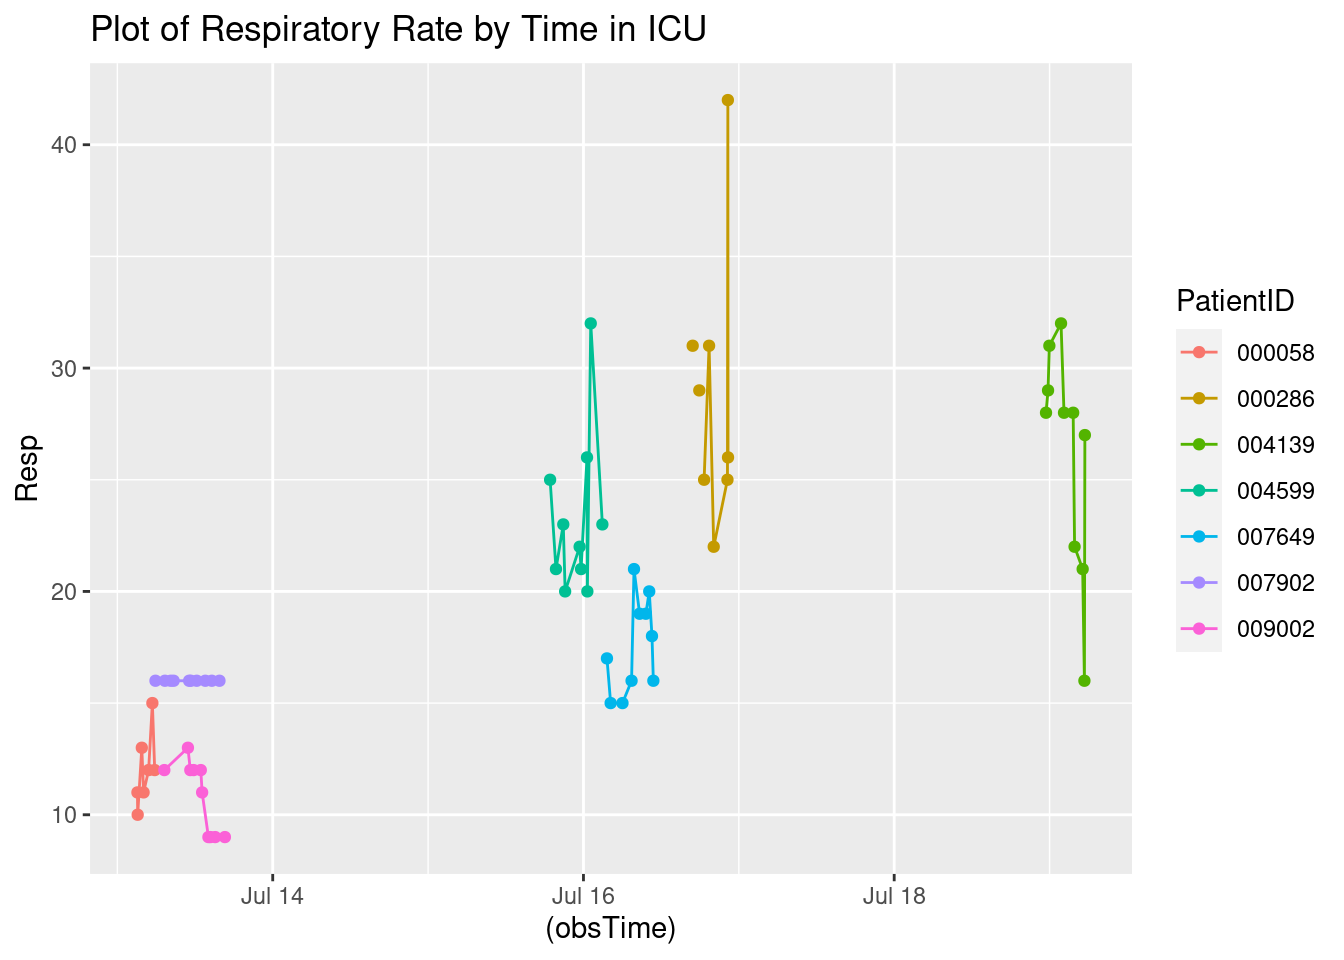 Plot of Respiratory Rate by Time in ICU
40
30
20
10
Resp
Jul 14
Jul 16
Jul 18
(obsTime)
PatientID
000058
000286
004139
004599
007649
007902
009002